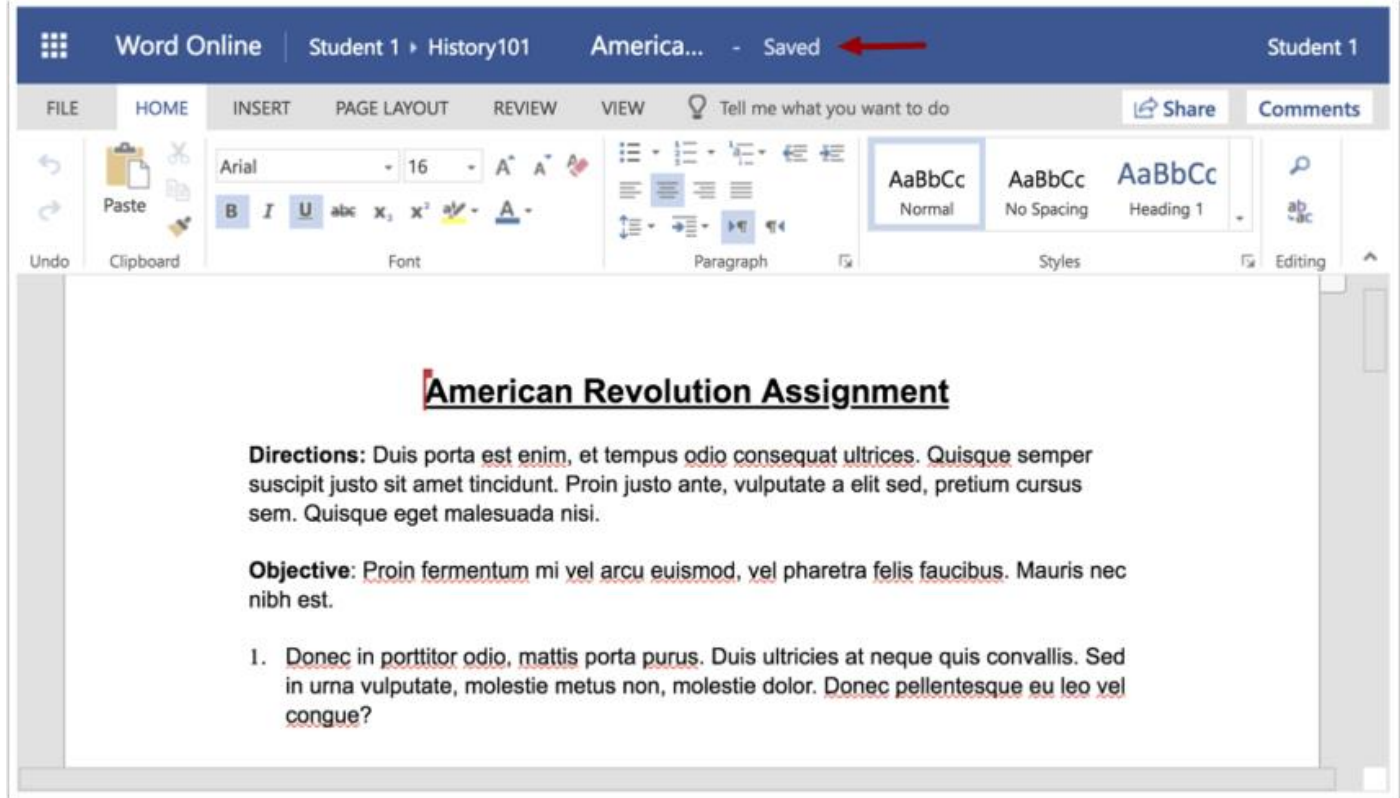 Word Online Student 1 ▸ History101 America... - Saved Student 1
FILE HOME INSERT PAGE LAYOUT REVIEW VIEW Tell me what you want to do Share Comments
Arial 16 A A
Paste B I U abc x₂ x² aby A AaBbCc AaBbCc AaBbCc ab ac
Normal No Spacing Heading 1
Undo Clipboard Font Paragraph Styles Editing
American Revolution Assignment
Directions: Duis porta est enim, et tempus odio consequat ultrices. Quisque semper
suscipit justo sit amet tincidunt. Proin justo ante, vulputate a elit sed, pretium cursus
sem. Quisque eget malesuada nisi.
Objective: Proin fermentum mi vel arcu euismod, vel pharetra felis faucibus. Mauris nec
nibh est.
1. Donec in porttitor odio, mattis porta purus. Duis ultricies at neque quis convallis. Sed
in urna vulputate, molestie metus non, molestie dolor. Donec pellentesque eu leo vel
congue?